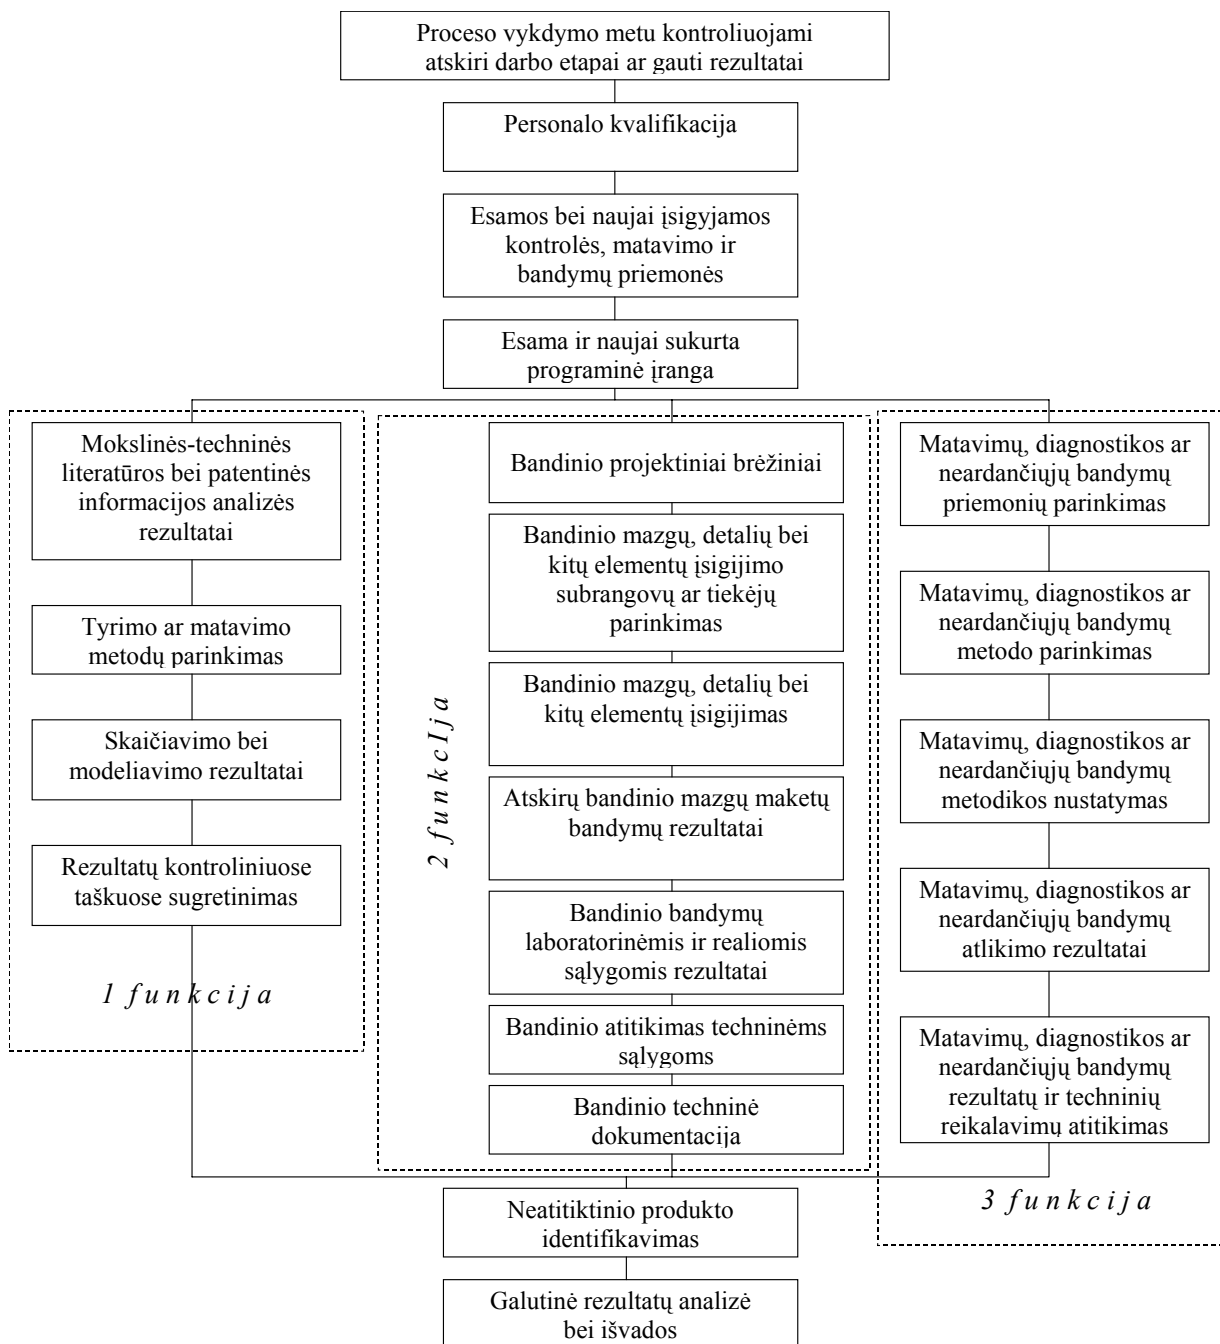 Proceso vykdymo metu kontroliuojami
atskiri darbo etapai ar gauti rezultatai
Personalo kvalifikacija
Esamos bei naujai įsigyjamos
kontrolės, matavimo ir
bandymų priemonės
Esama ir naujai sukurta
programinė įranga
Mokslinės-techninės
literatūros bei patentinės
informacijos analizės
rezultatai
Tyrimo ar matavimo
metodų parinkimas
Skaičiavimo bei
modeliavimo rezultatai
Rezultatų kontroliniuose
taškuose sugretinimas
1 funkcija
Bandinio projektiniai brėžiniai
Bandinio mazgų, detalių bei
kitų elementų įsigijimo
subrangovų ar tiekėjų
parinkimas
Bandinio mazgų, detalių bei
kitų elementų įsigijimas
Atskirų bandinio mazgų maketų
bandymų rezultatai
Bandinio bandymų
laboratorinėmis ir realiomis
sąlygomis rezultatai
Bandinio atitikimas techninėms
sąlygoms
Bandinio techninė
dokumentacija
2 funkcIja
Matavimų, diagnostikos ar
neardančiųjų bandymų
priemonių parinkimas
Matavimų, diagnostikos ar
neardančiųjų bandymų
metodo parinkimas
Matavimų, diagnostikos ar
neardančiųjų bandymų
metodikos nustatymas
Matavimų, diagnostikos ar
neardančiųjų bandymų
atlikimo rezultatai
Matavimų, diagnostikos ar
neardančiųjų bandymų
rezultatų ir techninių
reikalavimų atitikimas
3 funkcija
Neatitiktinio produkto
identifikavimas
Galutinė rezultatų analizė
bei išvados